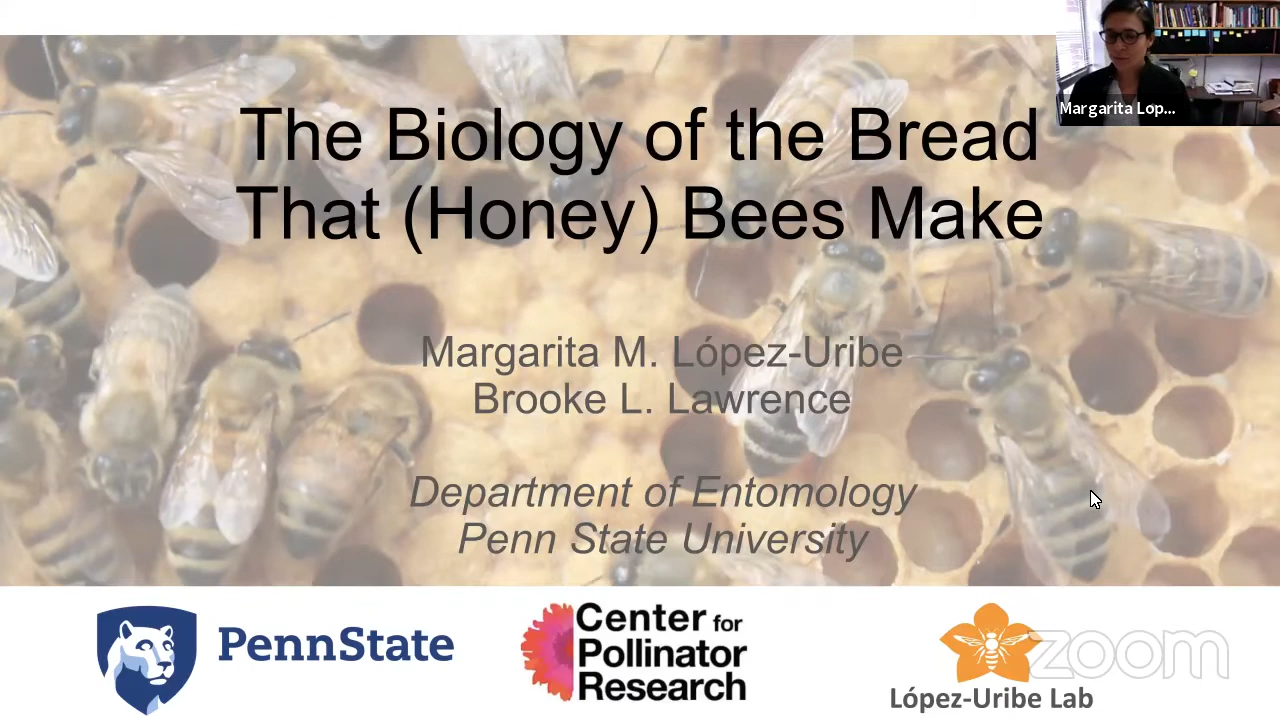 The Biology of the Bread
That (Honey) Bees Make
Margarita Lop...
Margarita M. López-Uribe
Brooke L. Lawrence
Department of Entomology
Penn State University
PennState
Center for
Pollinator
Research
zoom
López-Uribe Lab